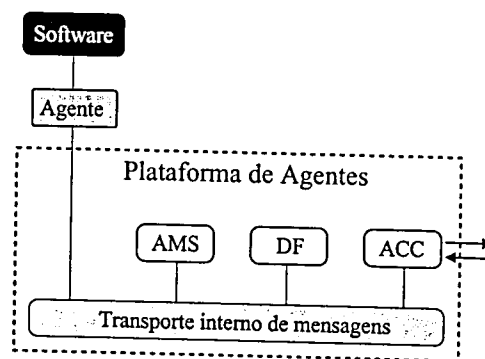 Software
Agente
Plataforma de Agentes
AMS
DF
ACC
Transporte interno de mensagens